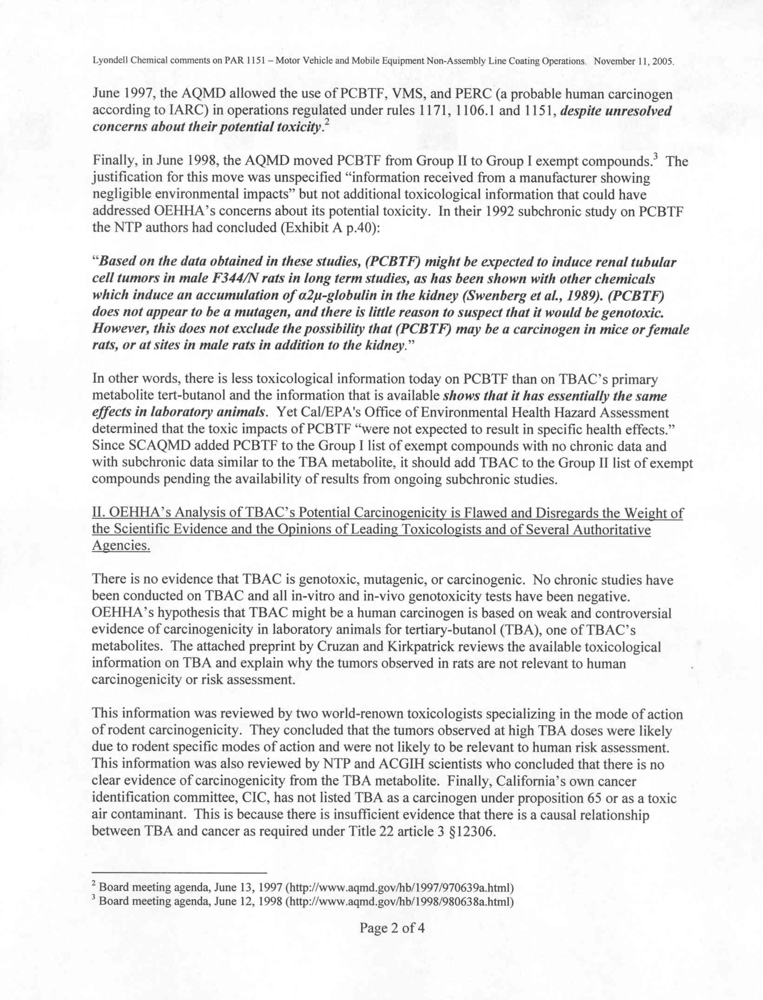 Lyondell Chemical comments on PAR 1151 – Motor Vehicle and Mobile Equipment Non-Assembly Line Coating Operations. November 11, 2005.
June 1997, the AQMD allowed the use of PCBTF, VMS, and PERC (a probable human carcinogen
according to IARC) in operations regulated under rules 1171, 1106.1 and 1151, despite unresolved
concerns about their potential toxicity.2
Finally, in June 1998, the AQMD moved PCBTF from Group II to Group I exempt compounds.3 The
justification for this move was unspecified “information received from a manufacturer showing
negligible environmental impacts” but not additional toxicological information that could have
addressed OEHHA’s concerns about its potential toxicity. In their 1992 subchronic study on PCBTF
the NTP authors had concluded (Exhibit A p.40):
“Based on the data obtained in these studies, (PCBTF) might be expected to induce renal tubular
cell tumors in male F344/N rats in long term studies, as has been shown with other chemicals
which induce an accumulation of α2μ-globulin in the kidney (Swenberg et al., 1989). (PCBTF)
does not appear to be a mutagen, and there is little reason to suspect that it would be genotoxic.
However, this does not exclude the possibility that (PCBTF) may be a carcinogen in mice or female
rats, or at sites in male rats in addition to the kidney.”
In other words, there is less toxicological information today on PCBTF than on TBAC’s primary
metabolite tert-butanol and the information that is available shows that it has essentially the same
effects in laboratory animals. Yet Cal/EPA's Office of Environmental Health Hazard Assessment
determined that the toxic impacts of PCBTF “were not expected to result in specific health effects.”
Since SCAQMD added PCBTF to the Group I list of exempt compounds with no chronic data and
with subchronic data similar to the TBA metabolite, it should add TBAC to the Group II list of exempt
compounds pending the availability of results from ongoing subchronic studies.
II. OEHHA’s Analysis of TBAC’s Potential Carcinogenicity is Flawed and Disregards the Weight of
the Scientific Evidence and the Opinions of Leading Toxicologists and of Several Authoritative
Agencies.
There is no evidence that TBAC is genotoxic, mutagenic, or carcinogenic. No chronic studies have
been conducted on TBAC and all in-vitro and in-vivo genotoxicity tests have been negative.
OEHHA’s hypothesis that TBAC might be a human carcinogen is based on weak and controversial
evidence of carcinogenicity in laboratory animals for tertiary-butanol (TBA), one of TBAC’s
metabolites. The attached preprint by Cruzan and Kirkpatrick reviews the available toxicological
information on TBA and explain why the tumors observed in rats are not relevant to human
carcinogenicity or risk assessment.
This information was reviewed by two world-renown toxicologists specializing in the mode of action
of rodent carcinogenicity. They concluded that the tumors observed at high TBA doses were likely
due to rodent specific modes of action and were not likely to be relevant to human risk assessment.
This information was also reviewed by NTP and ACGIH scientists who concluded that there is no
clear evidence of carcinogenicity from the TBA metabolite. Finally, California’s own cancer
identification committee, CIC, has not listed TBA as a carcinogen under proposition 65 or as a toxic
air contaminant. This is because there is insufficient evidence that there is a causal relationship
between TBA and cancer as required under Title 22 article 3 §12306.
2 Board meeting agenda, June 13, 1997 (http://www.aqmd.gov/hb/1997/970639a.html)
3 Board meeting agenda, June 12, 1998 (http://www.aqmd.gov/hb/1998/980638a.html)
Page 2 of 4